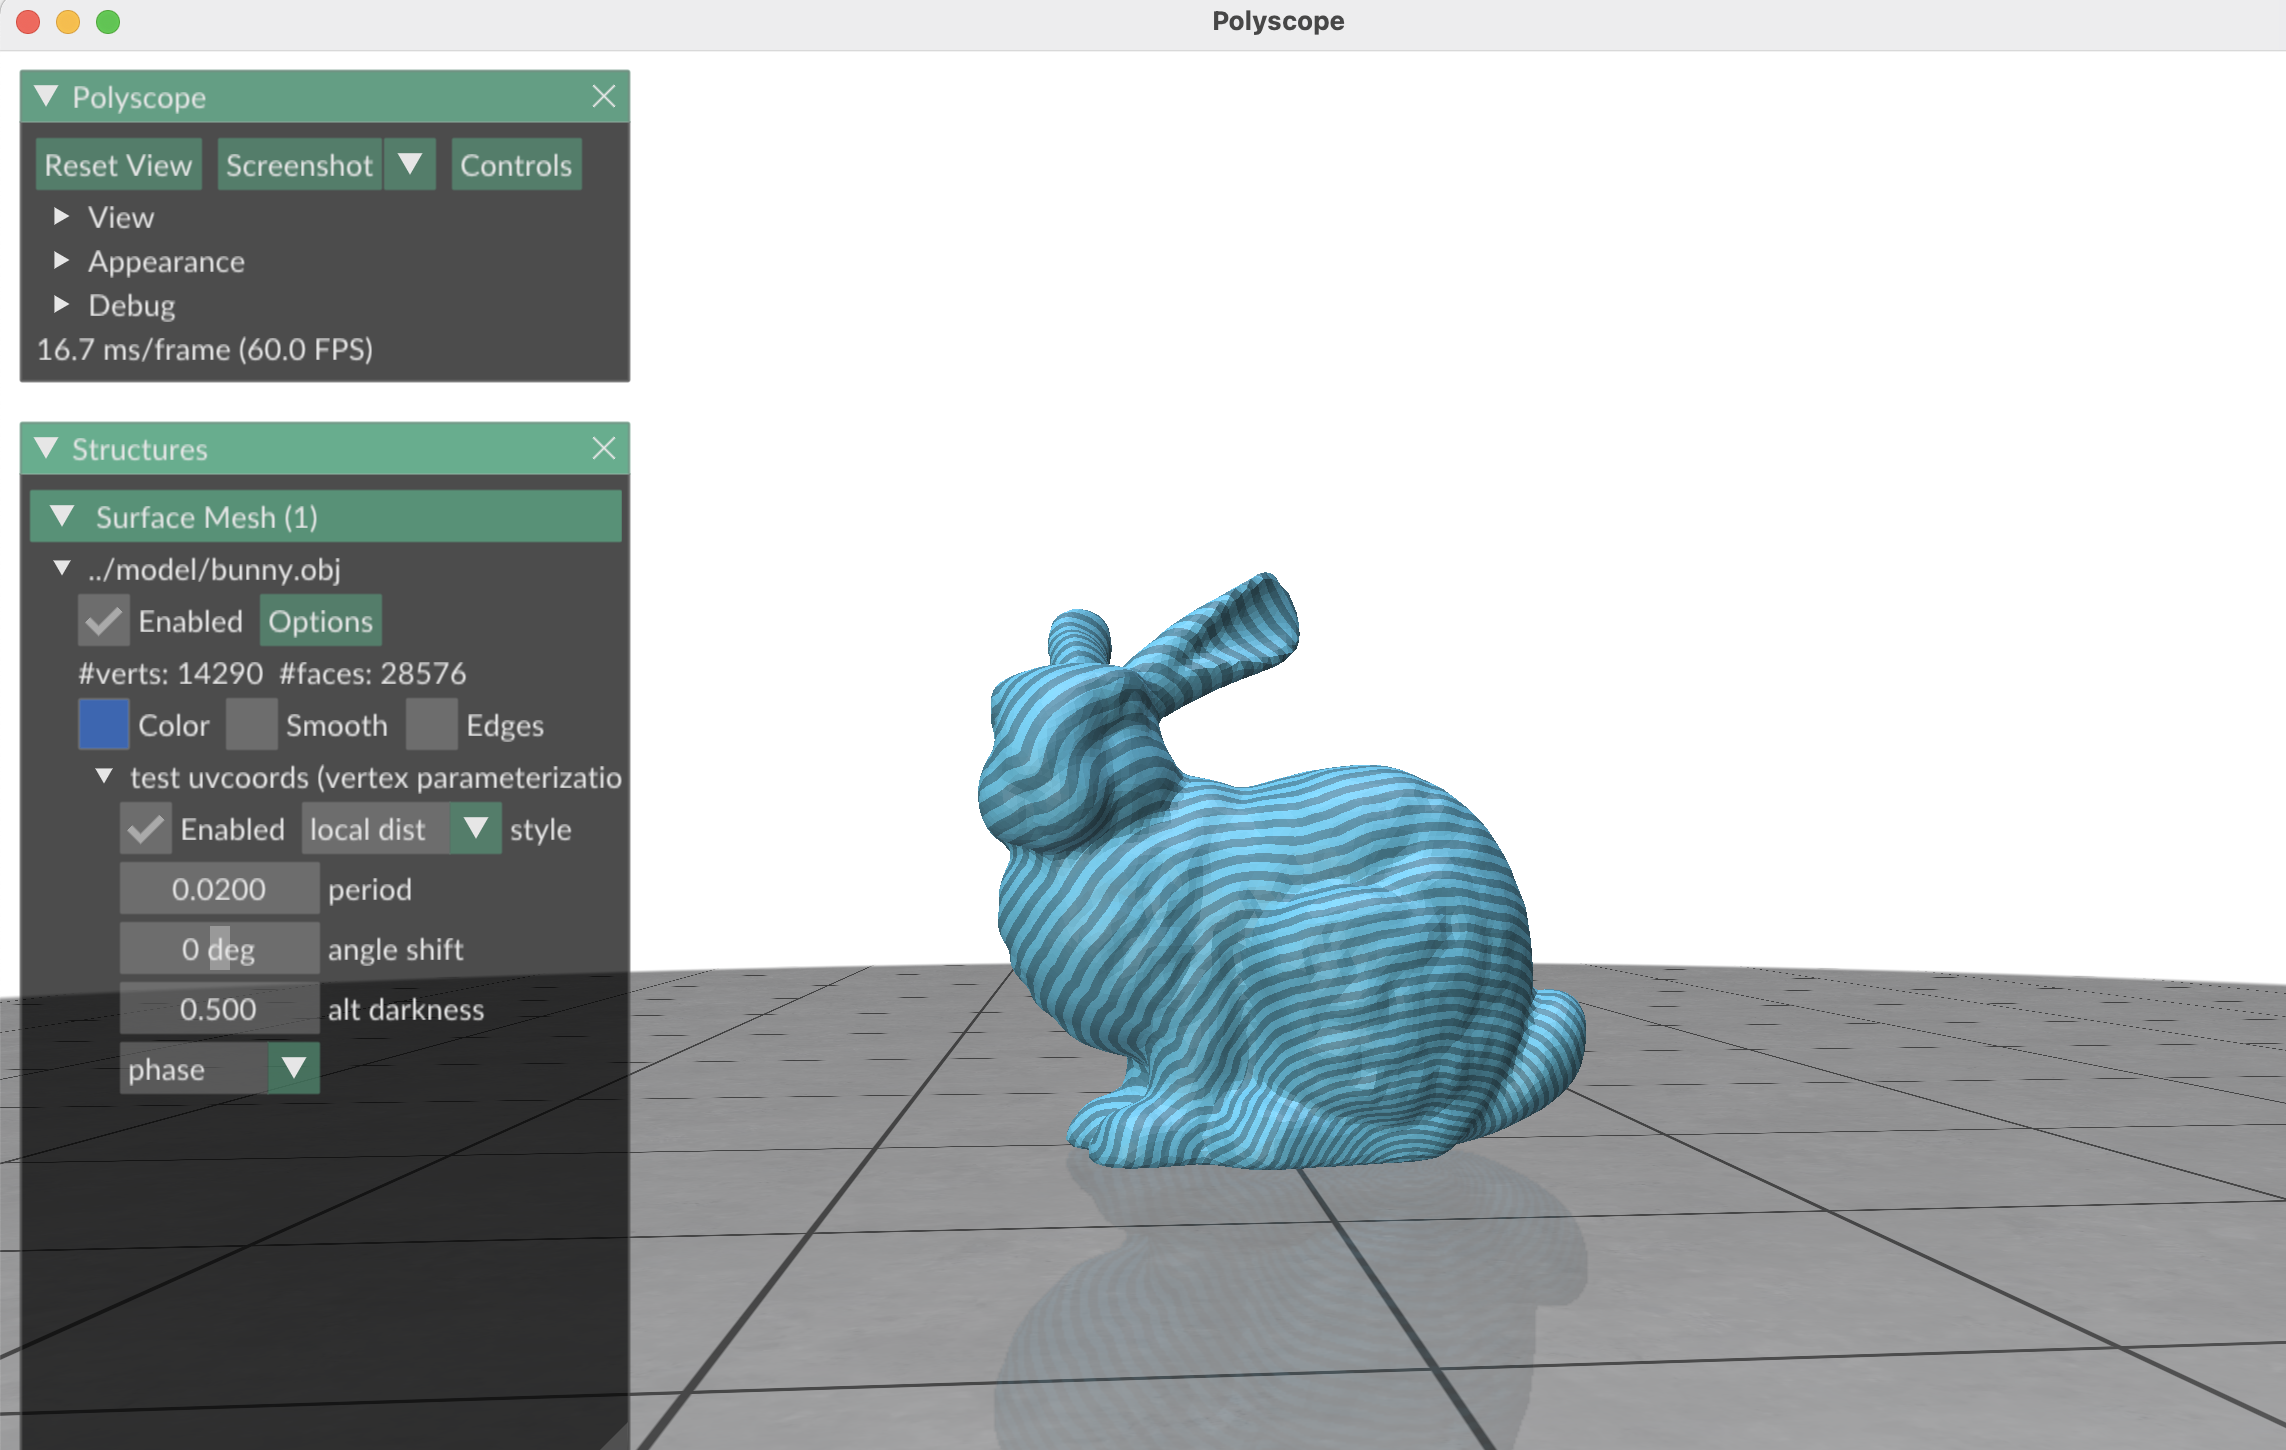 Polyscope
Polyscope
Reset View Screenshot Controls
View
Appearance
Debug
16.7 ms/frame (60.0 FPS)
Structures
Surface Mesh (1)
../model/bunny.obj
Enabled Options
#verts: 14290 #faces: 28576
Color Smooth Edges
test uvcoords (vertex parameterizatio
Enabled local dist style
0.0200 period
0 deg angle shift
0.500 alt darkness
phase